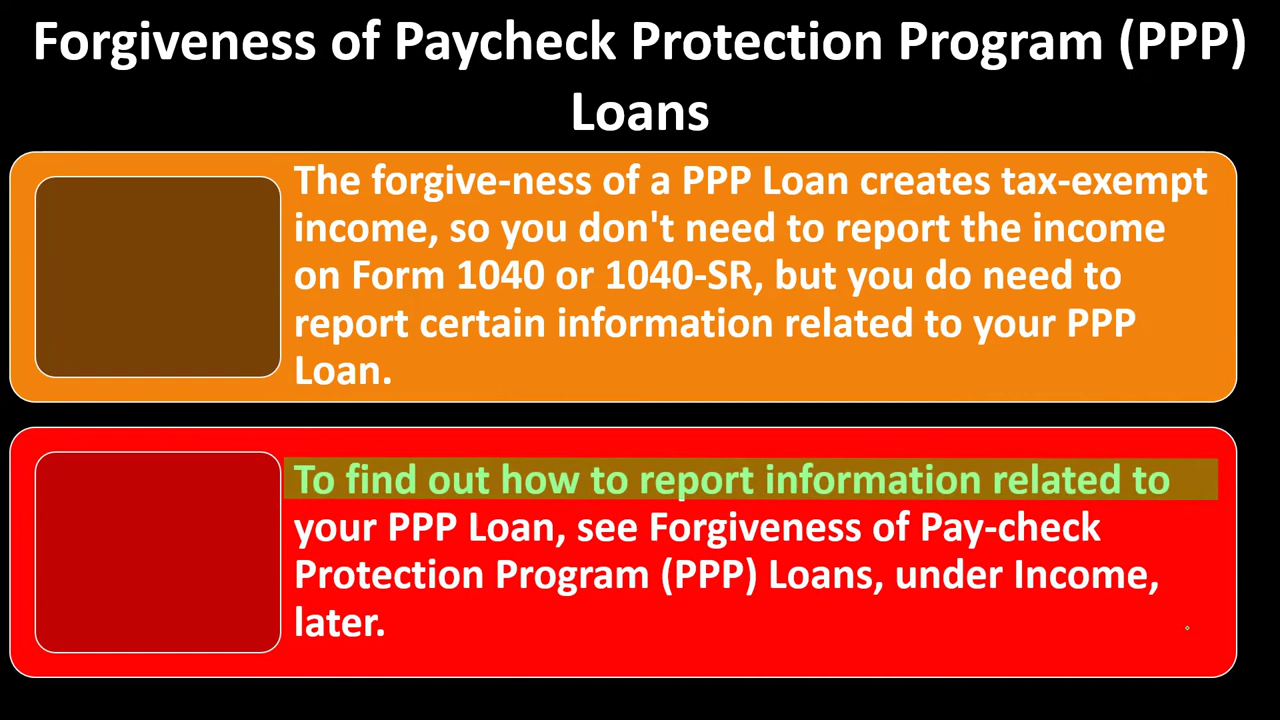 Forgiveness of Paycheck Protection Program (PPP)
Loans
The forgive-ness of a PPP Loan creates tax-exempt
income, so you don't need to report the income
on Form 1040 or 1040-SR, but you do need to
report certain information related to your PPP
Loan.
To find out how to report information related to
your PPP Loan, see Forgiveness of Pay-check
Protection Program (PPP) Loans, under Income,
later.